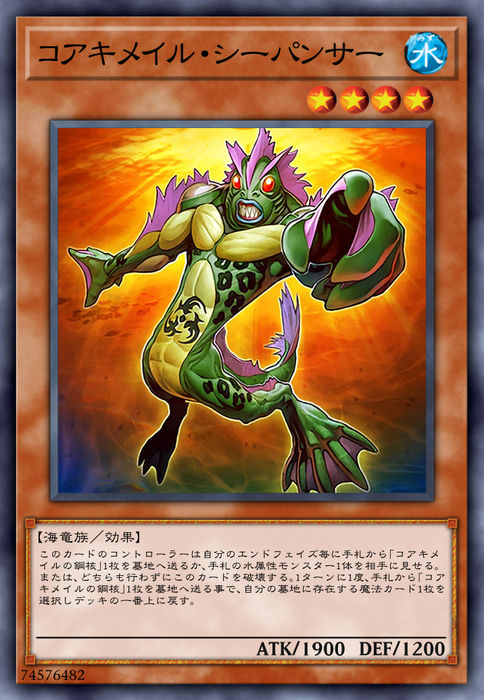 コアキメイル・シーパンサー
みず
水
【海竜族／効果】
このカードのコントローラーは自分のエンドフェイズ毎に手札から「コアキメ
イルの鋼核」1枚を墓地へ送るか、手札の水属性モンスター1体を相手に見せる。
または、どちらも行わずにこのカードを破壊する。1ターンに1度、手札から「コア
キメイルの鋼核」1枚を墓地へ送る事で、自分の墓地に存在する魔法カード1枚を
選択しデッキの一番上に戻す。
ATK/1900 DEF/1200
74576482